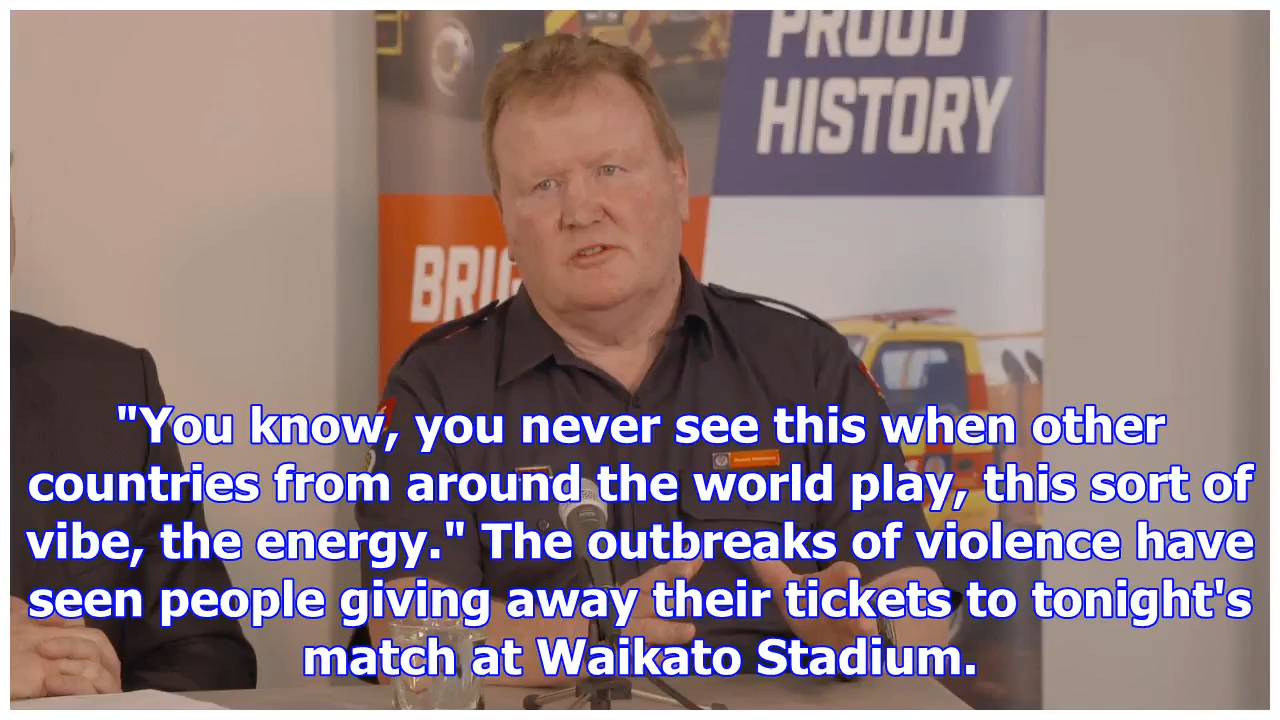 PROUD
HISTORY
BRIG
"You know, you never see this when other
countries from around the world play, this sort of
vibe, the energy." The outbreaks of violence have
seen people giving away their tickets to tonight's
match at Waikato Stadium.